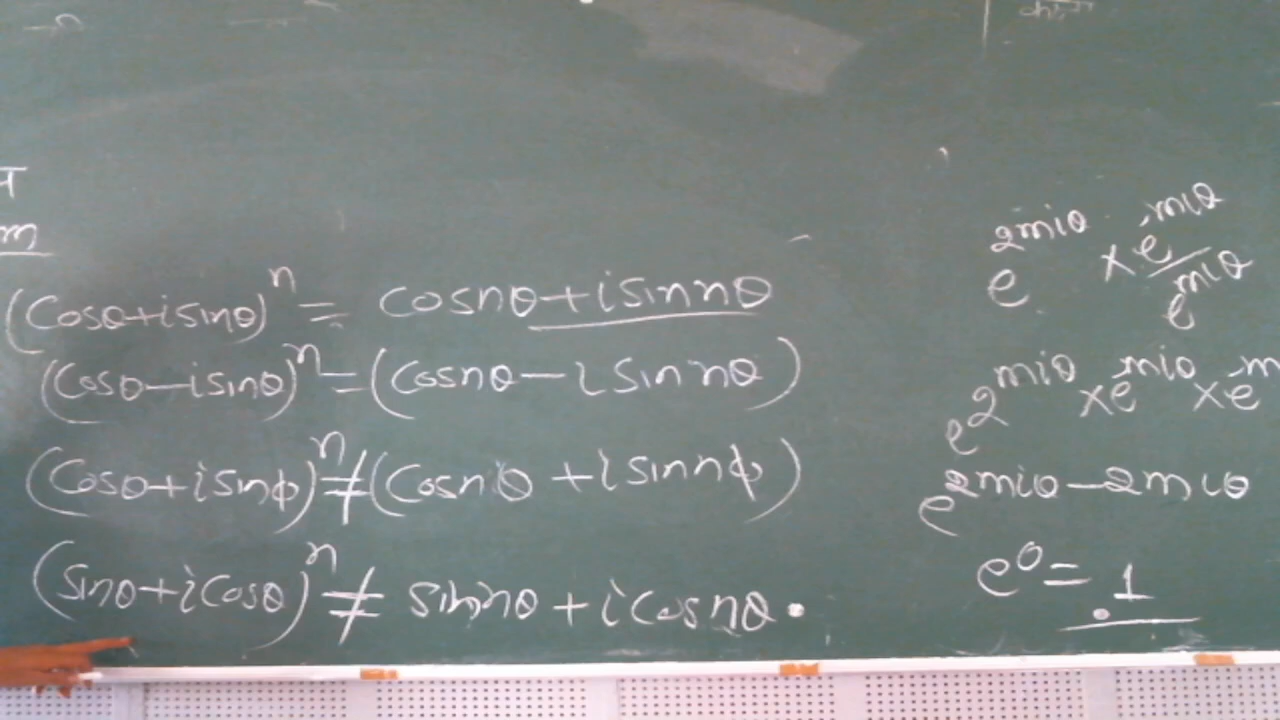 m
(cosθ+isinθ)ⁿ = cosnθ+isinnθ
(cosθ−isinθ)ⁿ = (cosnθ−isinnθ)
(cosθ+isinφ)ⁿ ≠ (cosnθ+isinnφ)
(sinθ+icosθ)ⁿ ≠ sinnθ+icosnθ.
e^2miθ × e^-miθ / e^miθ
e^2miθ × e^-miθ × e^-m
e^2miθ−2miθ
e⁰ = 1